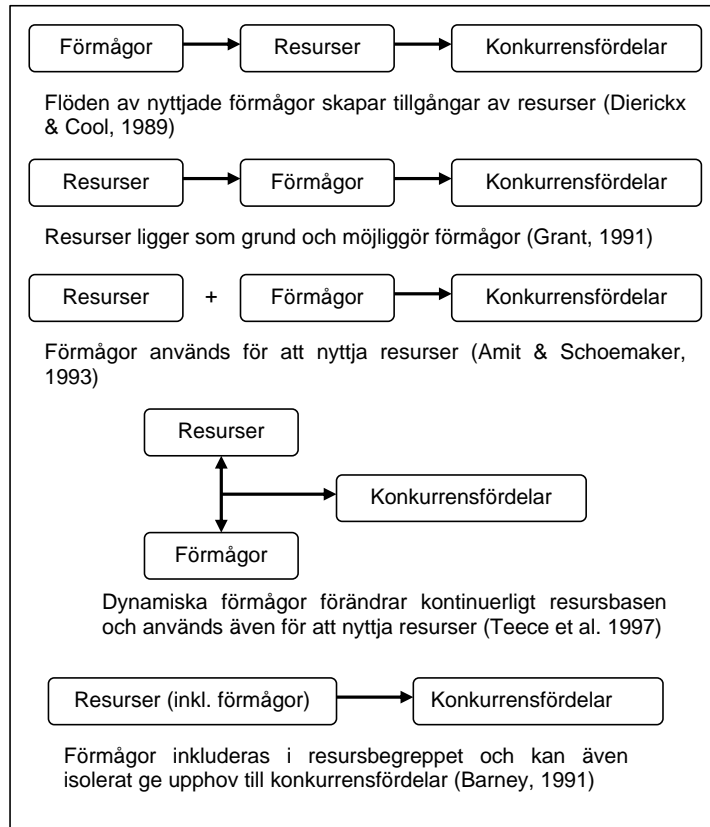 Förmågor Resurser Konkurrensfördelar
Flöden av nyttjade förmågor skapar tillgångar av resurser (Dierickx
& Cool, 1989)
Resurser Förmågor Konkurrensfördelar
Resurser ligger som grund och möjliggör förmågor (Grant, 1991)
Resurser + Förmågor Konkurrensfördelar
Förmågor används för att nyttja resurser (Amit & Schoemaker,
1993)
Resurser
Konkurrensfördelar
Förmågor
Dynamiska förmågor förändrar kontinuerligt resursbasen
och används även för att nyttja resurser (Teece et al. 1997)
Resurser (inkl. förmågor) Konkurrensfördelar
Förmågor inkluderas i resursbegreppet och kan även
isolerat ge upphov till konkurrensfördelar (Barney, 1991)